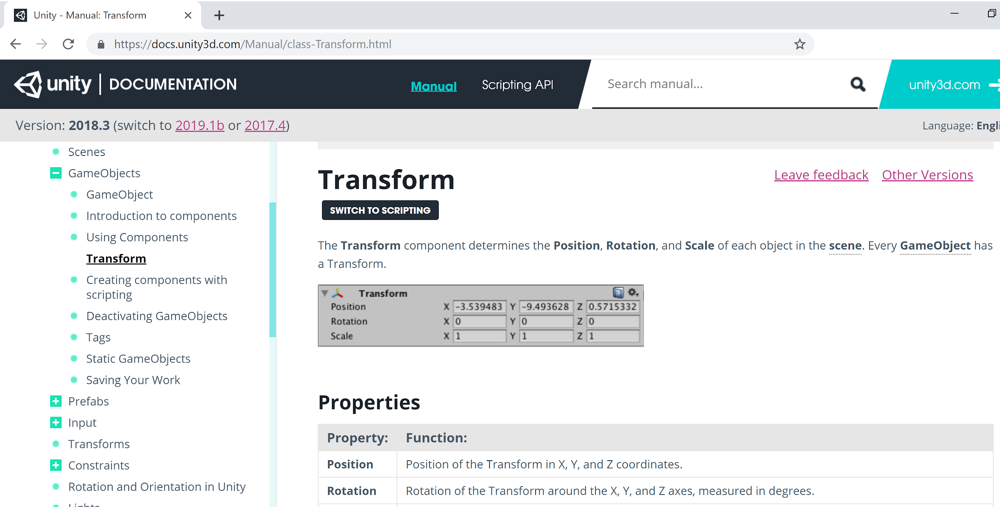 Unity - Manual: Transform
https://docs.unity3d.com/Manual/class-Transform.html
unity | DOCUMENTATION
Manual
Scripting API
Search manual...
unity3d.com
Version: 2018.3 (switch to 2019.1b or 2017.4)
Language: Engli
Scenes
GameObjects
GameObject
Introduction to components
Using Components
Transform
Creating components with
scripting
Deactivating GameObjects
Tags
Static GameObjects
Saving Your Work
Prefabs
Input
Transforms
Constraints
Rotation and Orientation in Unity
Lights
Transform
Leave feedback
Other Versions
SWITCH TO SCRIPTING
The Transform component determines the Position, Rotation, and Scale of each object in the scene. Every GameObject has
a Transform.
Transform
Position X -3.539483 Y -9.493628 Z 0.5715332
Rotation X 0 Y 0 Z 0
Scale X 1 Y 1 Z 1
Properties
Property: Function:
Position Position of the Transform in X, Y, and Z coordinates.
Rotation Rotation of the Transform around the X, Y, and Z axes, measured in degrees.